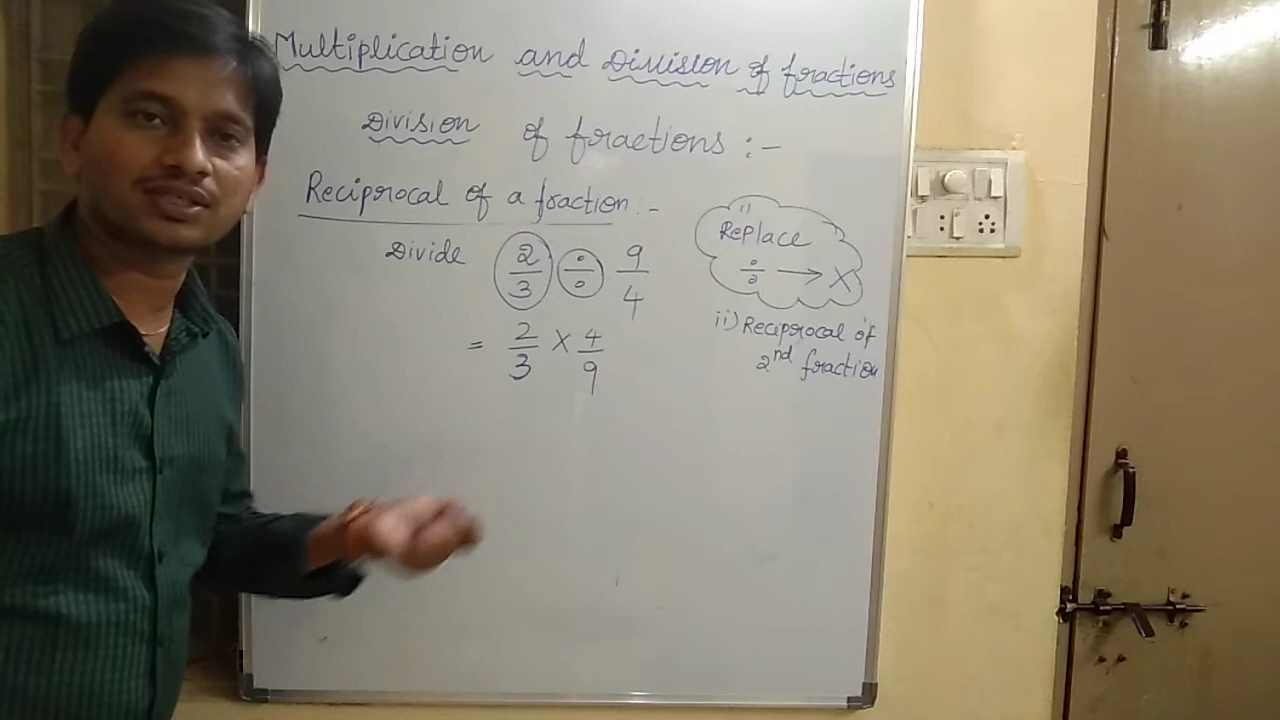 Multiplication and Division of fractions
Division of fractions :-
Reciprocal of a fraction. -
Divide 2/3 ÷ 9/4
= 2/3 × 4/9
i)
Replace
÷ → ×
ii) Reciprocal of
2nd fraction